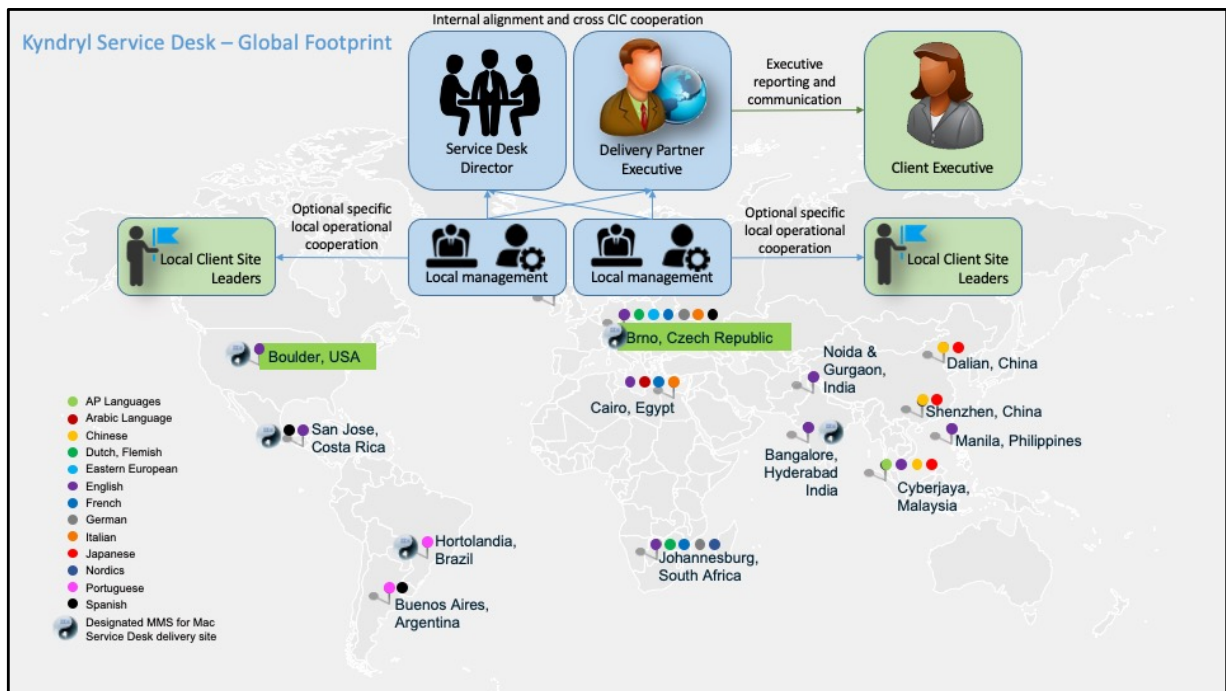 Internal alignment and cross CIC cooperation
Kyndryl Service Desk – Global Footprint
Service Desk
Director
Delivery Partner
Executive
Executive
reporting and
communication
Client Executive
Optional specific
local operational
cooperation
Optional specific
local operational
cooperation
Local Client Site
Leaders
Local management
Local management
Local Client Site
Leaders
Boulder, USA
Brno, Czech Republic
Noida &
Gurgaon,
India
Dalian, China
Cairo, Egypt
Shenzhen, China
San Jose,
Costa Rica
Manila, Philippines
Bangalore,
Hyderabad
India
Cyberjaya,
Malaysia
Hortolandia,
Brazil
Johannesburg,
South Africa
Buenos Aires,
Argentina
AP Languages
Arabic Language
Chinese
Dutch, Flemish
Eastern European
English
French
German
Italian
Japanese
Nordics
Portuguese
Spanish
Designated MMS for Mac
Service Desk delivery site